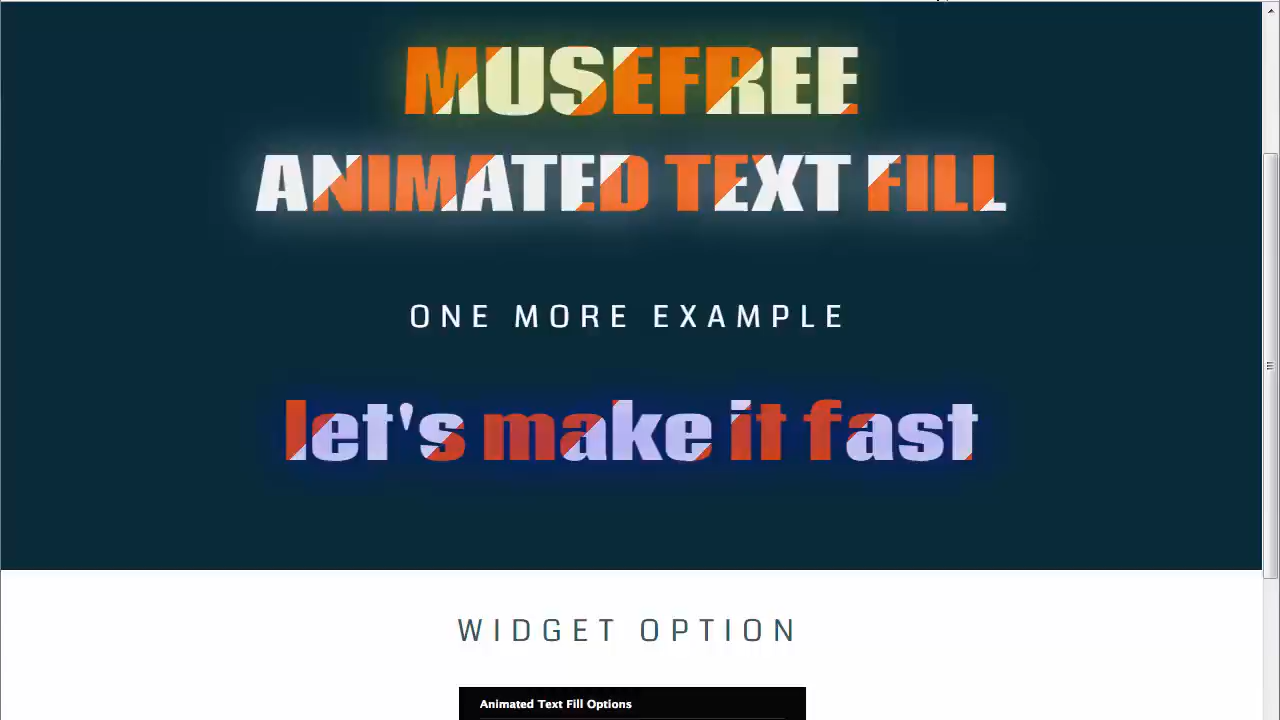 MUSEFREE
ANIMATED TEXT FILL
ONE MORE EXAMPLE
let's make it fast
WIDGET OPTION
Animated Text Fill Options